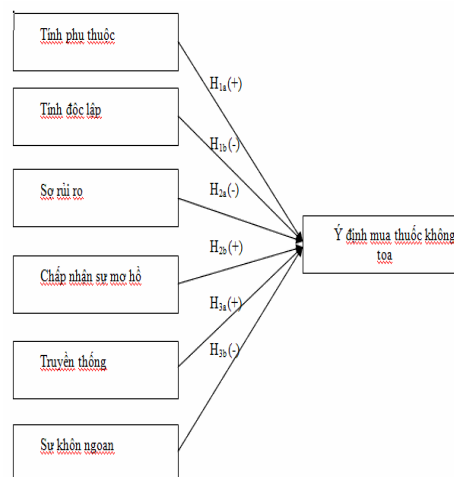 Tính phụ thuộc
H1a(+)
Tính độc lập
H1b(-)
Sợ rủi ro
H2a(-)
Ý định mua thuốc không
toa
H2b(+)
Chấp nhận sự mơ hồ
H3a(+)
H3b(-)
Truyền thống
Sự khôn ngoan